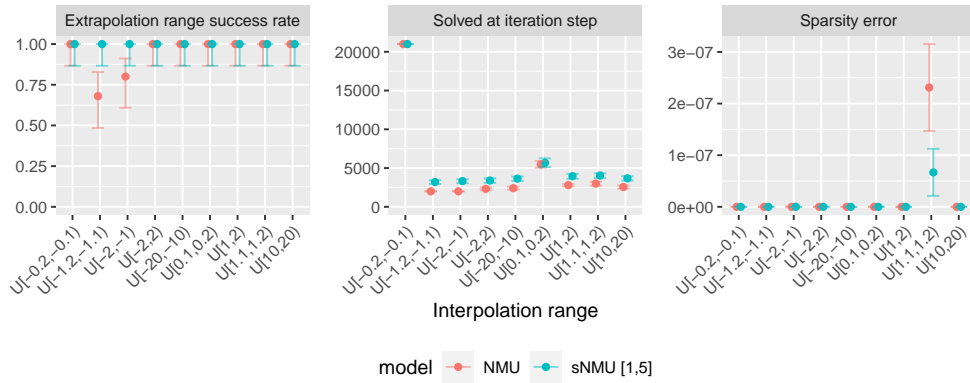 Extrapolation range success rate
Solved at iteration step
Sparsity error
1.00
0.75
0.50
0.25
0.00
20000
15000
10000
5000
0
3e−07
2e−07
1e−07
0e+00
U[−0.2,−0.1)
U[−1.2,−1.1)
U[−2,−1)
U[−2,2)
U[−20,−10)
U[0.1,0.2)
U[1,2)
U[1.1,1.2)
U[10,20)
U[−0.2,−0.1)
U[−1.2,−1.1)
U[−2,−1)
U[−2,2)
U[−20,−10)
U[0.1,0.2)
U[1,2)
U[1.1,1.2)
U[10,20)
U[−0.2,−0.1)
U[−1.2,−1.1)
U[−2,−1)
U[−2,2)
U[−20,−10)
U[0.1,0.2)
U[1,2)
U[1.1,1.2)
U[10,20)
Interpolation range
model NMU sNMU [1,5]